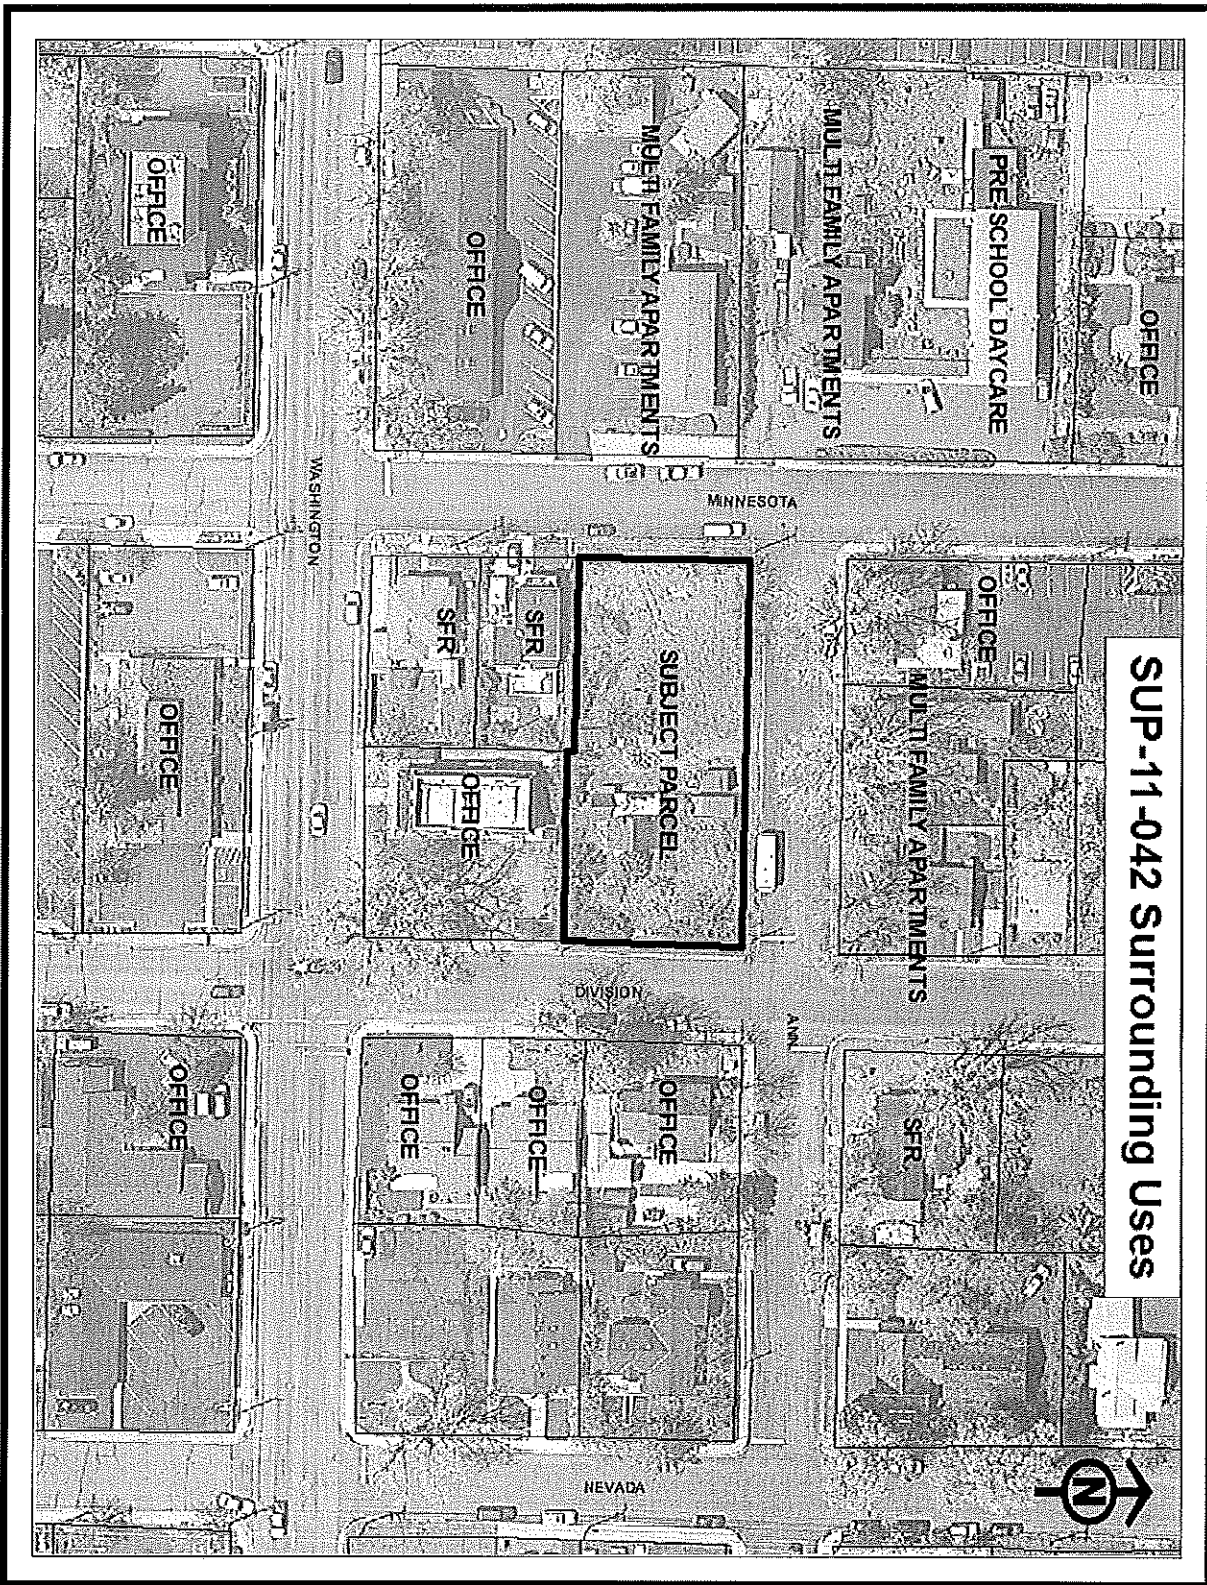 SUP-11-042 Surrounding Uses
OFFICE
N
PRE-SCHOOL DAYCARE
OFFICE
MULTI FAMILY APARTMENTS
SFR
MULTI FAMILY APARTMENTS
ANN
MINNESOTA
SUBJECT PARCEL
OFFICE
MULTI FAMILY APARTMENTS
DIVISION
NEVADA
SFR
OFFICE
OFFICE
OFFICE
SFR
OFFICE
WASHINGTON
OFFICE
OFFICE
OFFICE